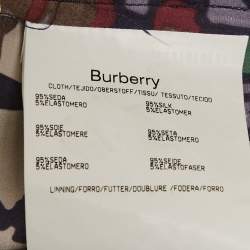 Burberry
CLOTH/TEJIDO/OBERSTOFF/TISSU/ TESSUTO/TECIDO
95%SEDA
5%ELASTOMERO
95%SILK
5%ELASTOMER
95%SOIE
5%ELASTOMERE
95%SETA
5%ELASTOMERO
95%SEDA
5%ELASTOMERO
95%SEIDE
5%ELASTOFASER
LINNING/FORRO/FUTTER/DOUBLURE /FODERA/FORRO